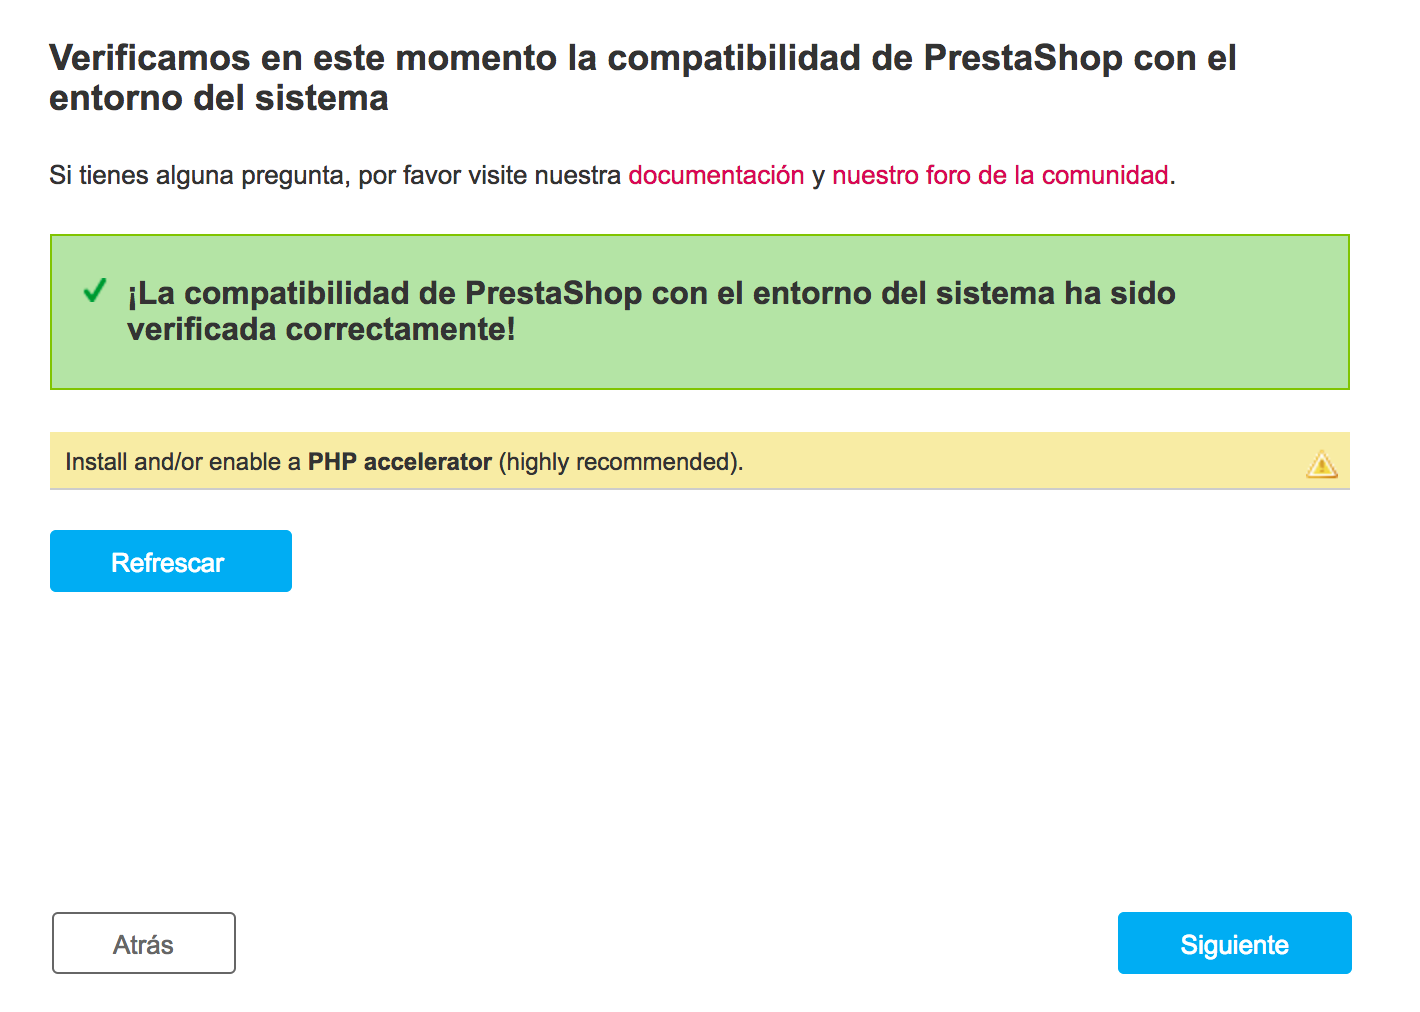 Verificamos en este momento la compatibilidad de PrestaShop con el
entorno del sistema
Si tienes alguna pregunta, por favor visite nuestra documentación y nuestro foro de la comunidad.
¡La compatibilidad de PrestaShop con el entorno del sistema ha sido
verificada correctamente!
Install and/or enable a PHP accelerator (highly recommended).
Refrescar
Atrás
Siguiente